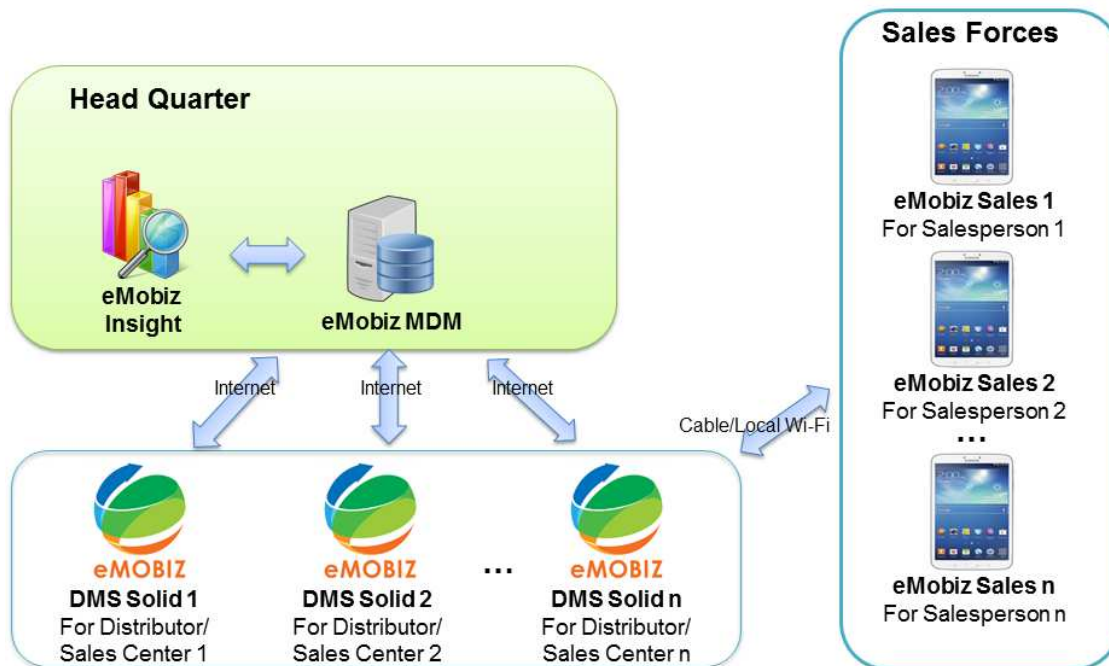 Head Quarter
eMobiz
Insight
eMobiz MDM
Internet
Internet
Internet
Cable/Local Wi-Fi
eMOBIZ
DMS Solid 1
For Distributor/
Sales Center 1
eMOBIZ
DMS Solid 2
For Distributor/
Sales Center 2
...
eMOBIZ
DMS Solid n
For Distributor/
Sales Center n
Sales Forces
eMobiz Sales 1
For Salesperson 1
eMobiz Sales 2
For Salesperson 2
...
eMobiz Sales n
For Salesperson n